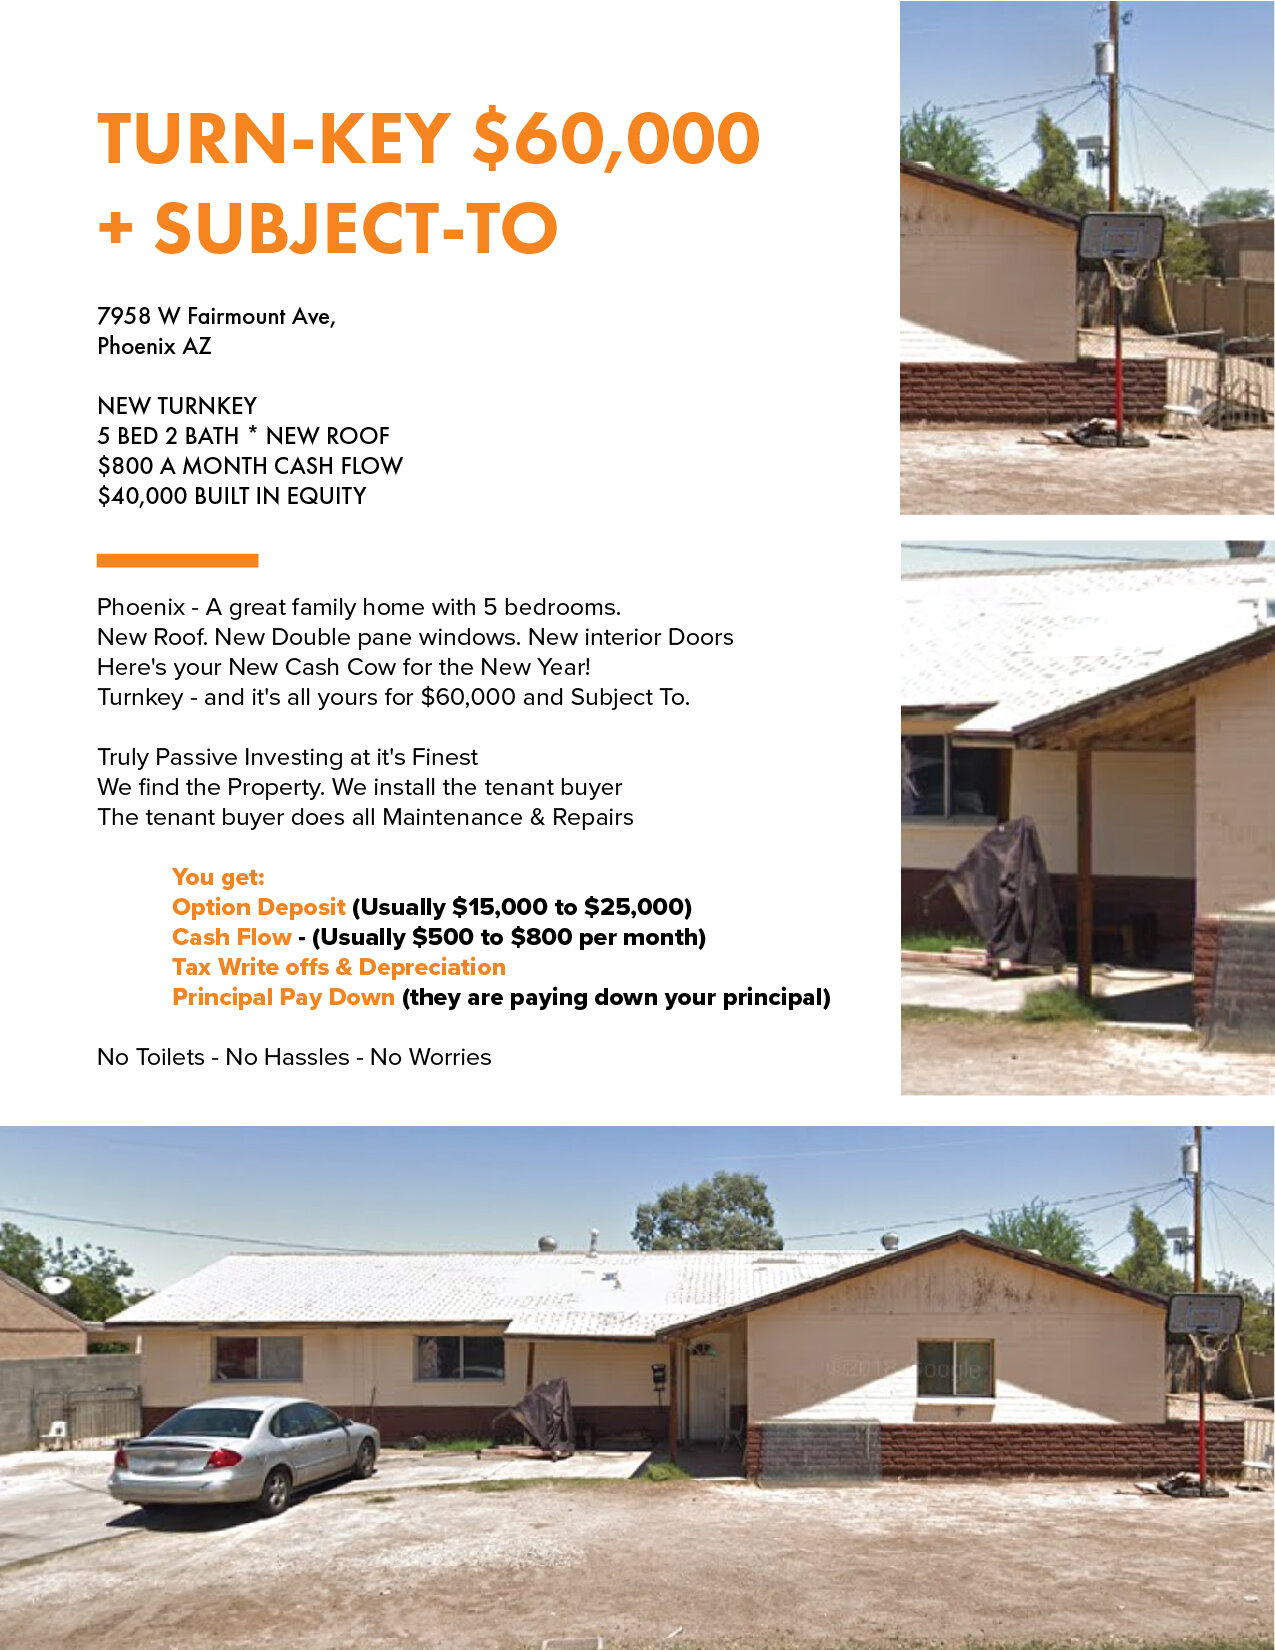 TURN-KEY $60,000
+ SUBJECT-TO
7958 W Fairmount Ave,
Phoenix AZ
NEW TURNKEY
5 BED 2 BATH * NEW ROOF
$800 A MONTH CASH FLOW
$40,000 BUILT IN EQUITY
Phoenix - A great family home with 5 bedrooms.
New Roof. New Double pane windows. New interior Doors
Here's your New Cash Cow for the New Year!
Turnkey - and it's all yours for $60,000 and Subject To.
Truly Passive Investing at it's Finest
We find the Property. We install the tenant buyer
The tenant buyer does all Maintenance & Repairs
You get:
Option Deposit (Usually $15,000 to $25,000)
Cash Flow - (Usually $500 to $800 per month)
Tax Write offs & Depreciation
Principal Pay Down (they are paying down your principal)
No Toilets - No Hassles - No Worries